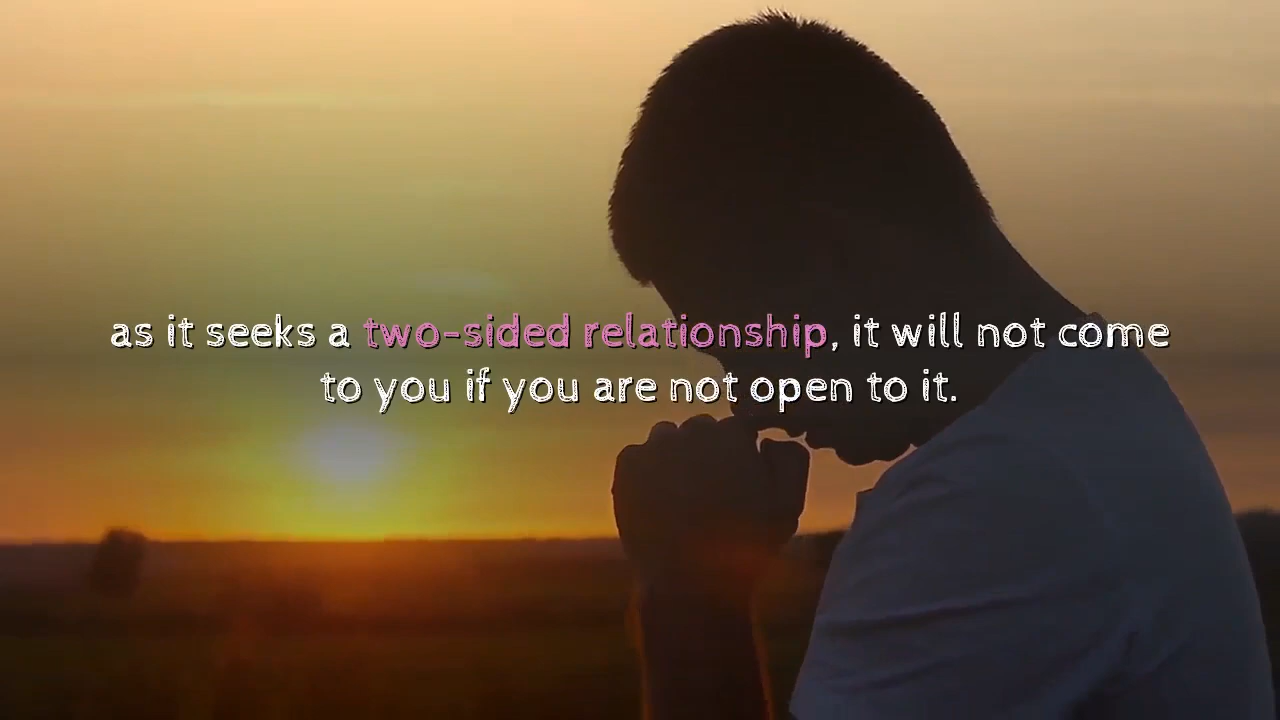 as it seeks a two-sided relationship, it will not come
to you if you are not open to it.